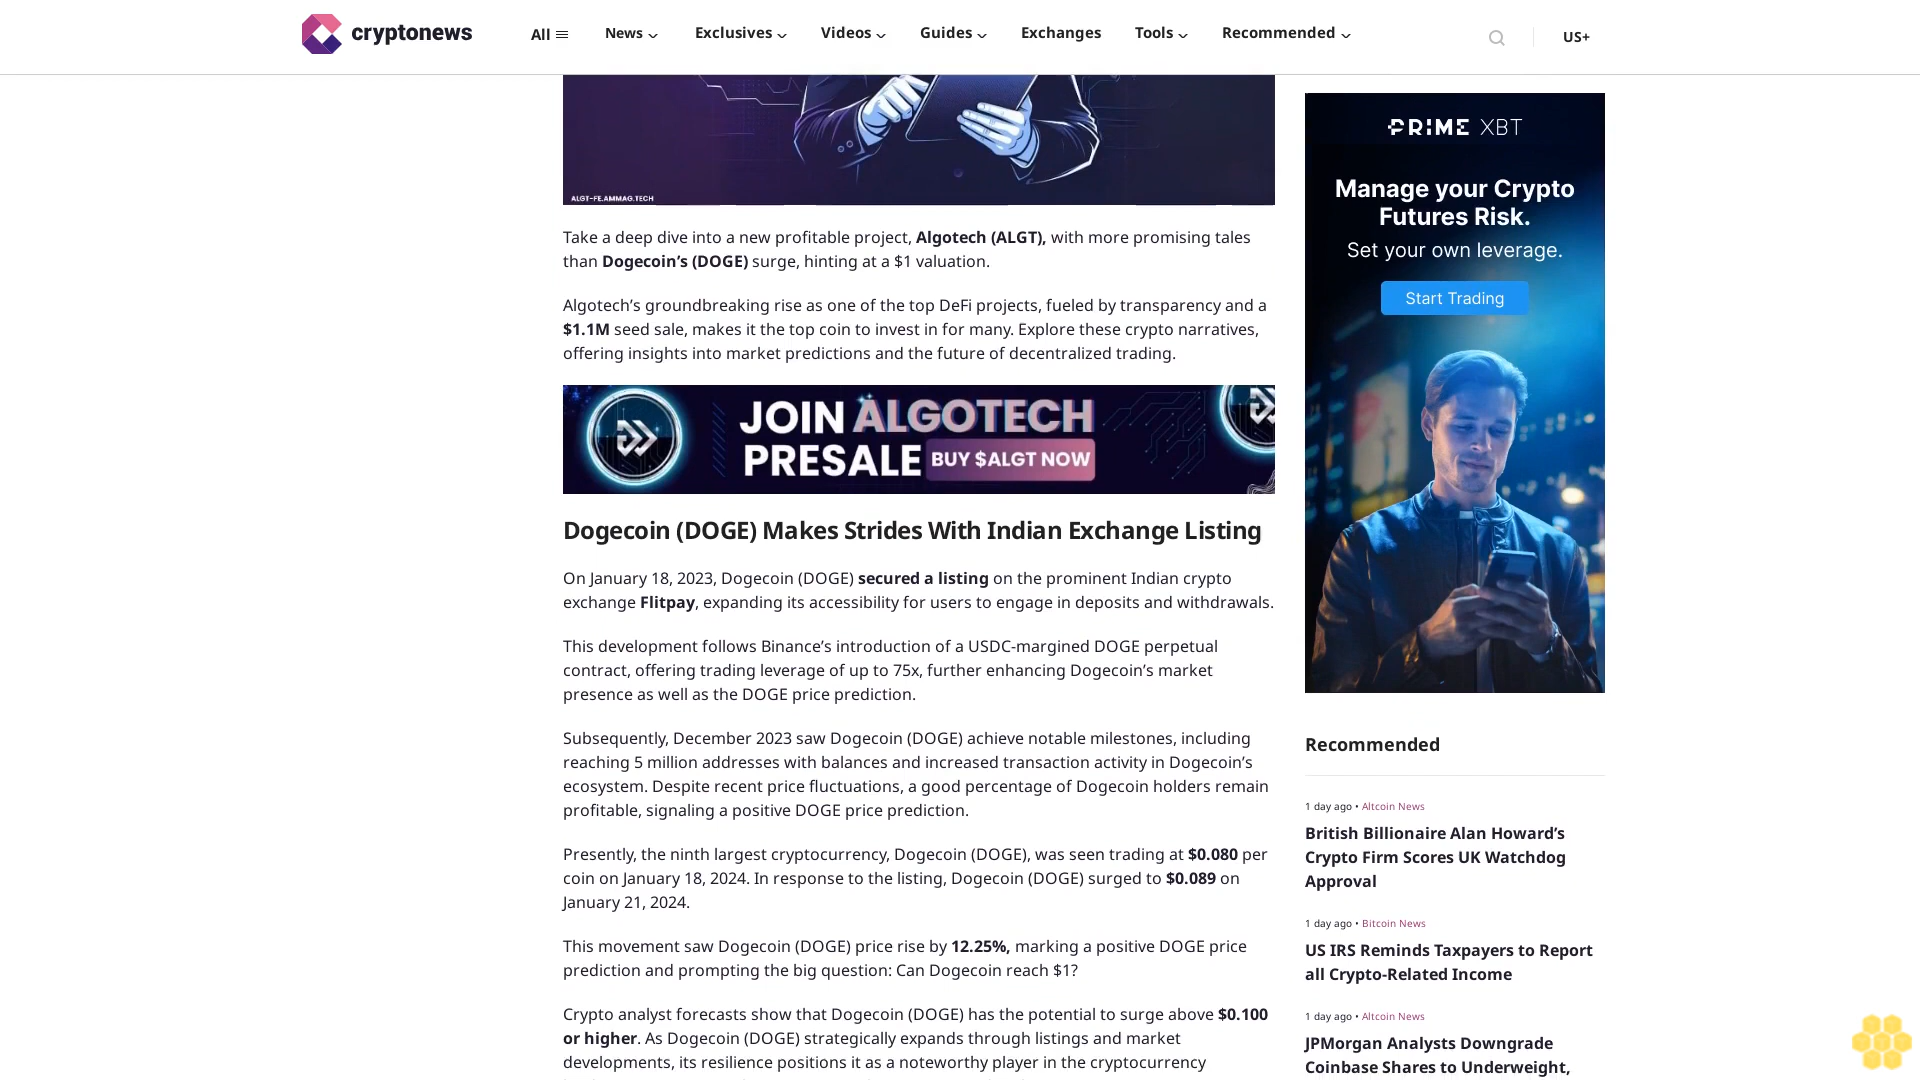 cryptonews
All
News
Exclusives
Videos
Guides
Exchanges
Tools
Recommended
US+
ALGT-FE.AMMAG.TECH
Take a deep dive into a new profitable project, Algotech (ALGT), with more promising tales
than Dogecoin’s (DOGE) surge, hinting at a $1 valuation.
Algotech’s groundbreaking rise as one of the top DeFi projects, fueled by transparency and a
$1.1M seed sale, makes it the top coin to invest in for many. Explore these crypto narratives,
offering insights into market predictions and the future of decentralized trading.
JOIN ALGOTECH
PRESALE BUY $ALGT NOW
Dogecoin (DOGE) Makes Strides With Indian Exchange Listing
On January 18, 2023, Dogecoin (DOGE) secured a listing on the prominent Indian crypto
exchange Flitpay, expanding its accessibility for users to engage in deposits and withdrawals.
This development follows Binance’s introduction of a USDC-margined DOGE perpetual
contract, offering trading leverage of up to 75x, further enhancing Dogecoin’s market
presence as well as the DOGE price prediction.
Subsequently, December 2023 saw Dogecoin (DOGE) achieve notable milestones, including
reaching 5 million addresses with balances and increased transaction activity in Dogecoin’s
ecosystem. Despite recent price fluctuations, a good percentage of Dogecoin holders remain
profitable, signaling a positive DOGE price prediction.
Presently, the ninth largest cryptocurrency, Dogecoin (DOGE), was seen trading at $0.080 per
coin on January 18, 2024. In response to the listing, Dogecoin (DOGE) surged to $0.089 on
January 21, 2024.
This movement saw Dogecoin (DOGE) price rise by 12.25%, marking a positive DOGE price
prediction and prompting the big question: Can Dogecoin reach $1?
Crypto analyst forecasts show that Dogecoin (DOGE) has the potential to surge above $0.100
or higher. As Dogecoin (DOGE) strategically expands through listings and market
developments, its resilience positions it as a noteworthy player in the cryptocurrency
PRIME XBT
Manage your Crypto
Futures Risk.
Set your own leverage.
Start Trading
Recommended
1 day ago • Altcoin News
British Billionaire Alan Howard’s
Crypto Firm Scores UK Watchdog
Approval
1 day ago • Bitcoin News
US IRS Reminds Taxpayers to Report
all Crypto-Related Income
1 day ago • Altcoin News
JPMorgan Analysts Downgrade
Coinbase Shares to Underweight,